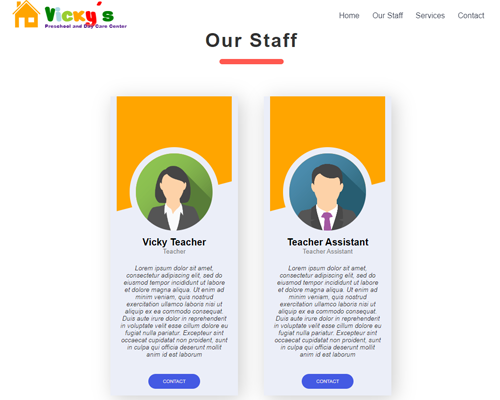 Vicky's
Preschool and Day Care Center
Home Our Staff Services Contact
Our Staff
Vicky Teacher
Teacher
Lorem ipsum dolor sit amet,
consectetur adipiscing elit, sed do
eiusmod tempor incididunt ut labore
et dolore magna aliqua. Ut enim ad
minim veniam, quis nostrud
exercitation ullamco laboris nisi ut
aliquip ex ea commodo consequat.
Duis aute irure dolor in reprehenderit
in voluptate velit esse cillum dolore eu
fugiat nulla pariatur. Excepteur sint
occaecat cupidatat non proident, sunt
in culpa qui officia deserunt mollit
anim id est laborum
CONTACT
Teacher Assistant
Teacher Assistant
Lorem ipsum dolor sit amet,
consectetur adipiscing elit, sed do
eiusmod tempor incididunt ut labore
et dolore magna aliqua. Ut enim ad
minim veniam, quis nostrud
exercitation ullamco laboris nisi ut
aliquip ex ea commodo consequat.
Duis aute irure dolor in reprehenderit
in voluptate velit esse cillum dolore eu
fugiat nulla pariatur. Excepteur sint
occaecat cupidatat non proident, sunt
in culpa qui officia deserunt mollit
anim id est laborum
CONTACT